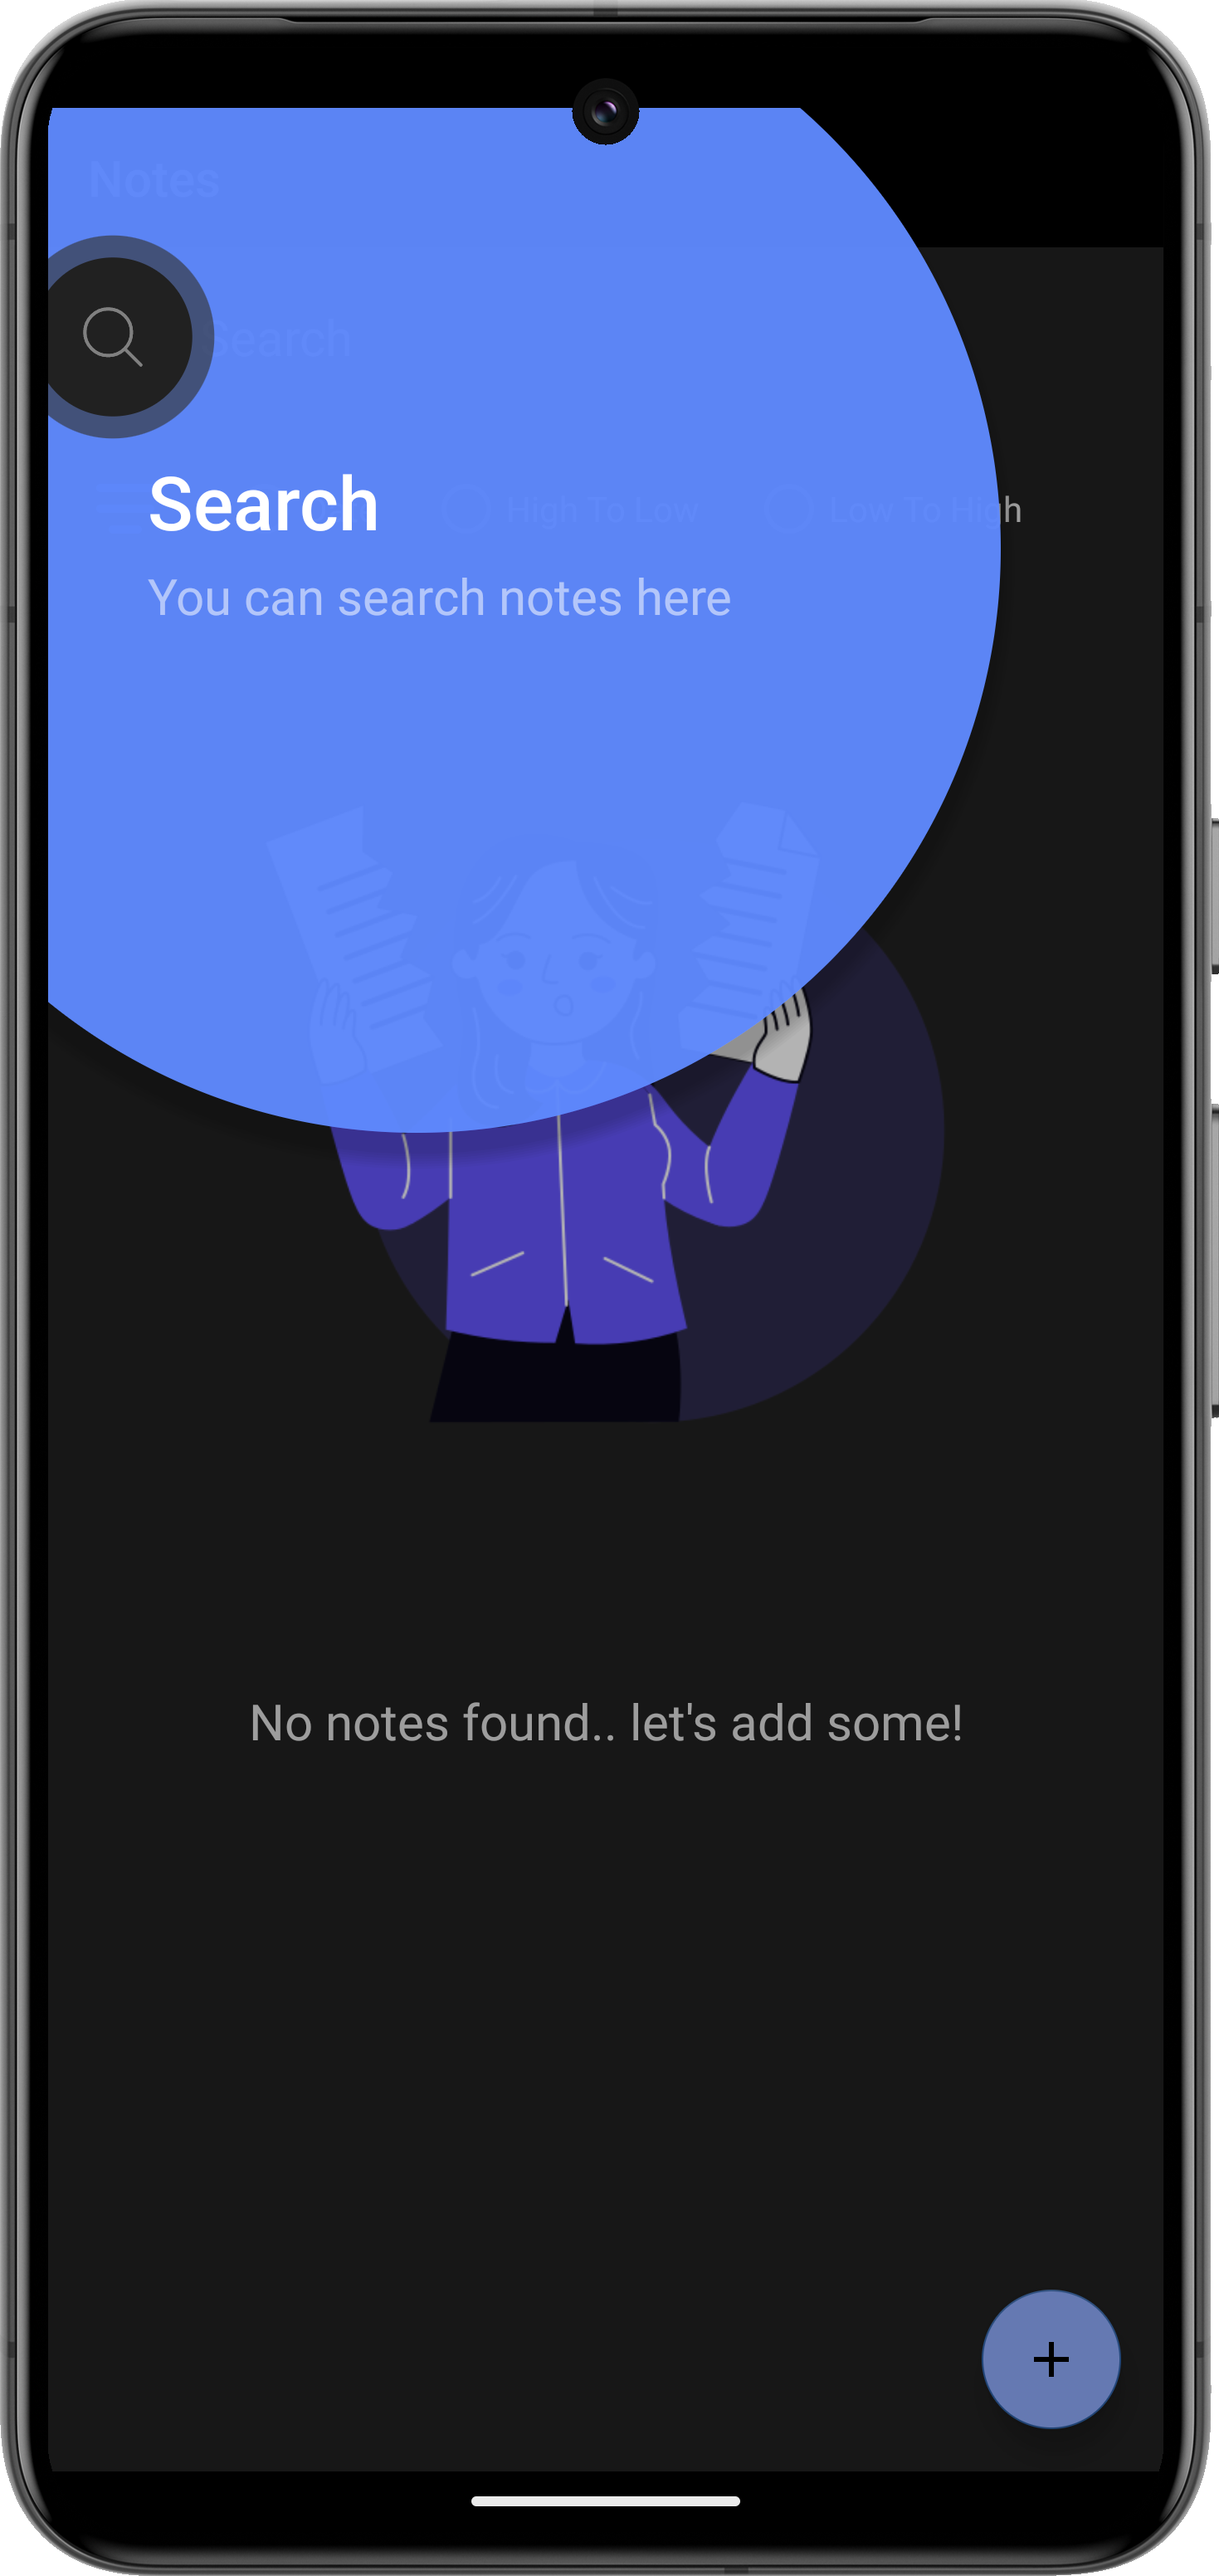 Notes
Search
Search
High To Low
Low To High
You can search notes here
No notes found.. let's add some!